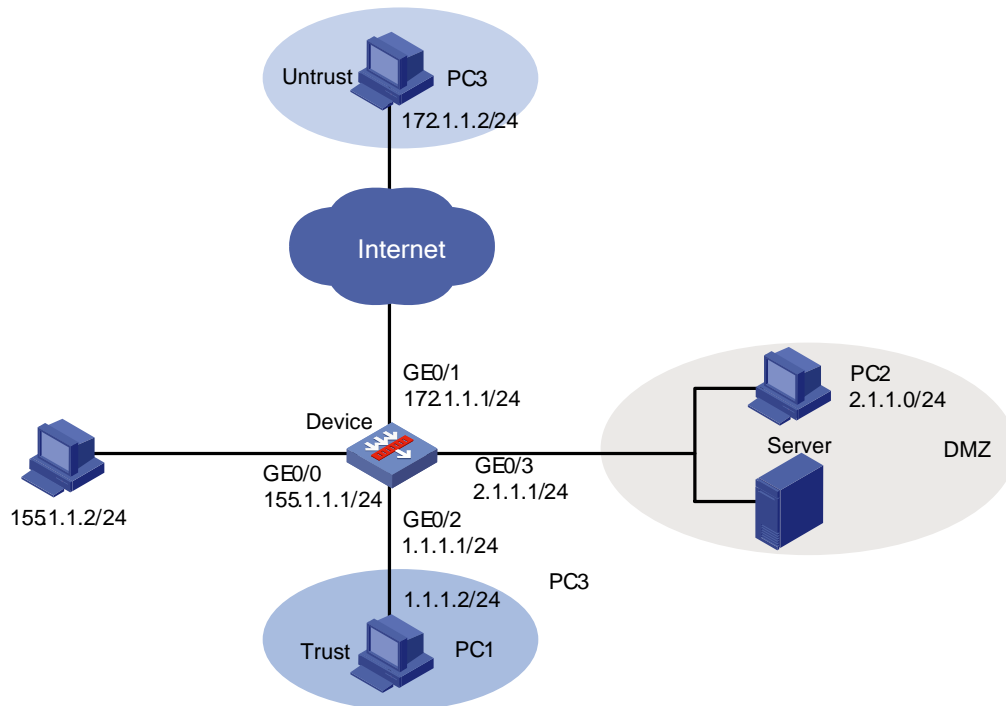 Untrust
PC3
172.1.1.2/24
Internet
GE0/1
172.1.1.1/24
Device
PC2
2.1.1.0/24
Server
DMZ
GE0/0
155.1.1.1/24
GE0/3
2.1.1.1/24
155.1.1.2/24
GE0/2
1.1.1.1/24
PC3
1.1.1.2/24
Trust
PC1